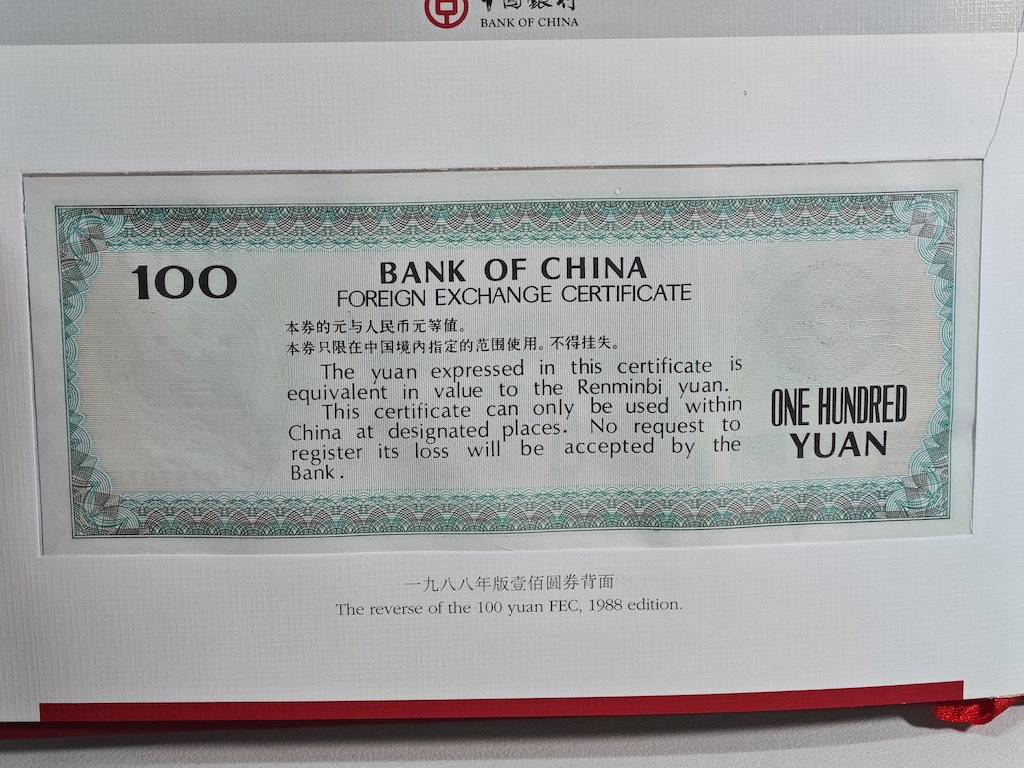 中国银行
BANK OF CHINA
100
BANK OF CHINA
FOREIGN EXCHANGE CERTIFICATE
本券的元与人民币元等值。
本券只限在中国境内指定的范围使用。不得挂失。
The yuan expressed in this certificate is
equivalent in value to the Renminbi yuan.
This certificate can only be used within
China at designated places. No request to
register its loss will be accepted by the
Bank.
ONE HUNDRED
YUAN
一九八八年版壹佰圆券背面
The reverse of the 100 yuan FEC, 1988 edition.